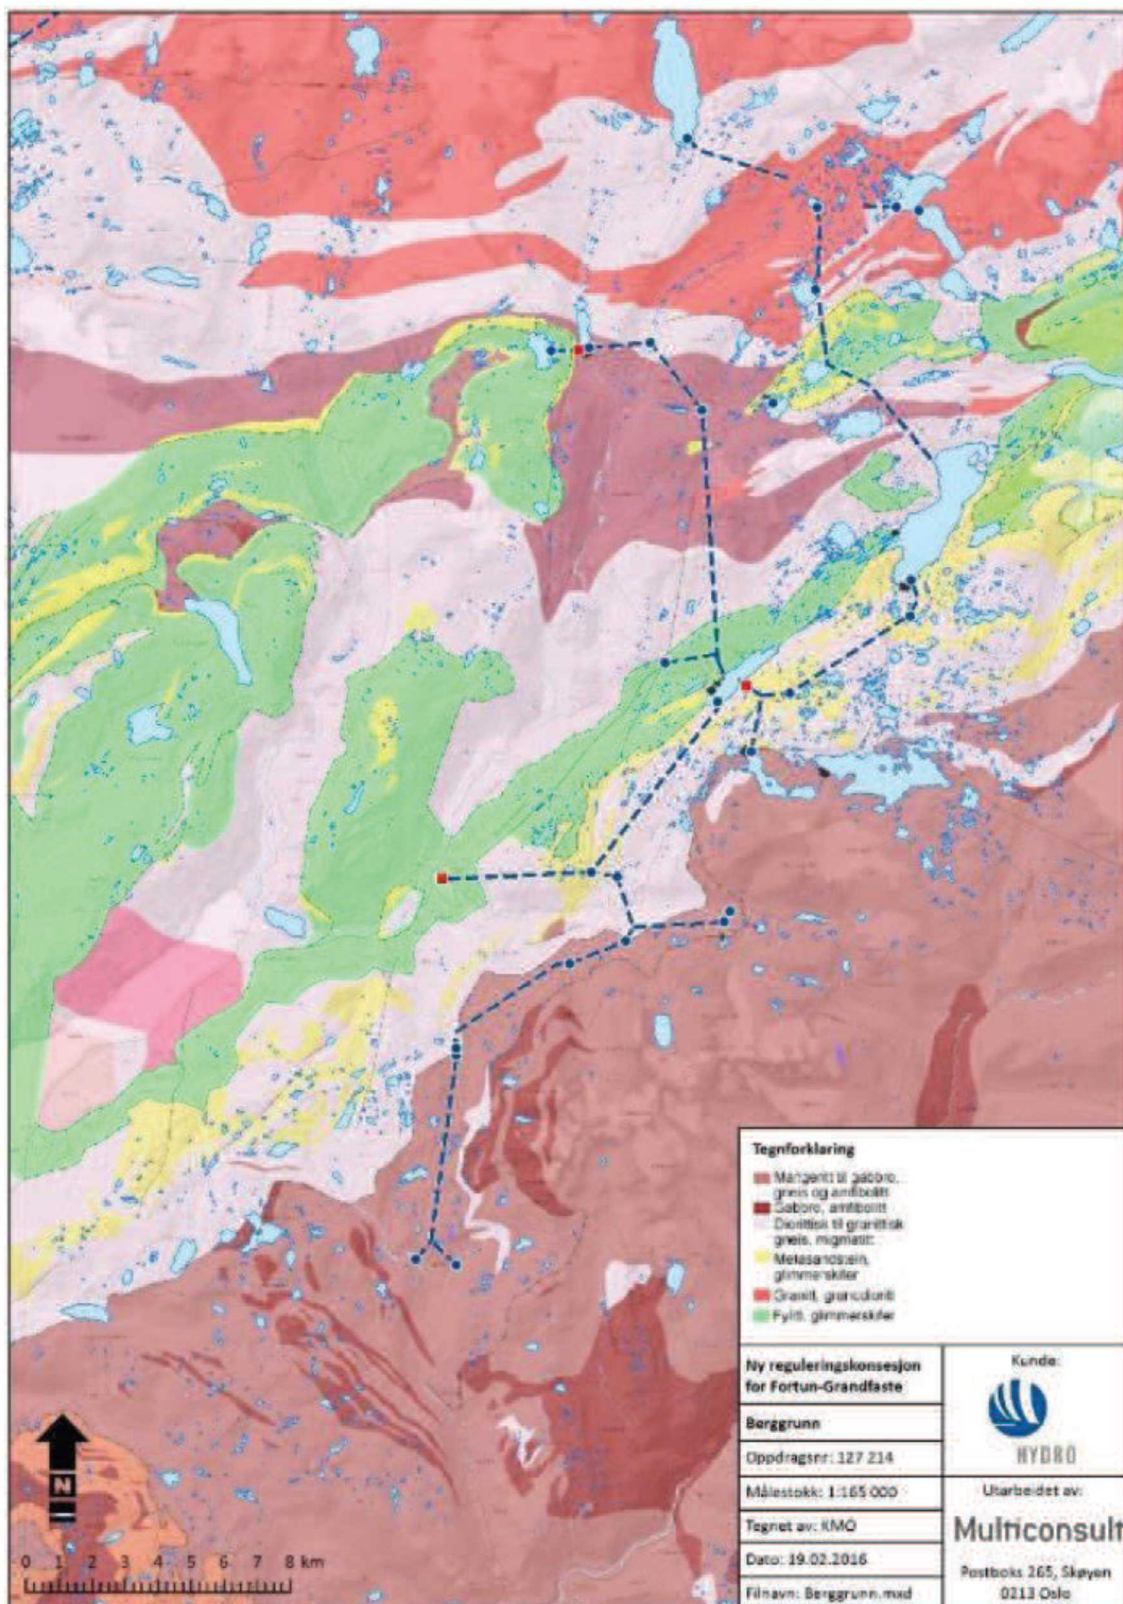 Tegnforklaring
Mangeritt til gabbro,
gneis og amfibolitt
Gabbro, amfibolitt
Diorittisk til granittisk
gneis, migmatitt
Metasandstein,
glimmerskifer
Granitt, granodioritt
Fyllitt, glimmerskifer
Ny reguleringskonsesjon
for Fortun-Grandfaste
Berggrunn
Oppdragsnr: 127 214
Målestokk: 1:165 000
Tegnet av: KMO
Dato: 19.02.2016
Filnavn: Berggrunn.mxd
Kunde:
HYDRO
Utarbeidet av:
Multiconsult
Postboks 265, Skøyen
0213 Oslo
N
0 1 2 3 4 5 6 7 8 km